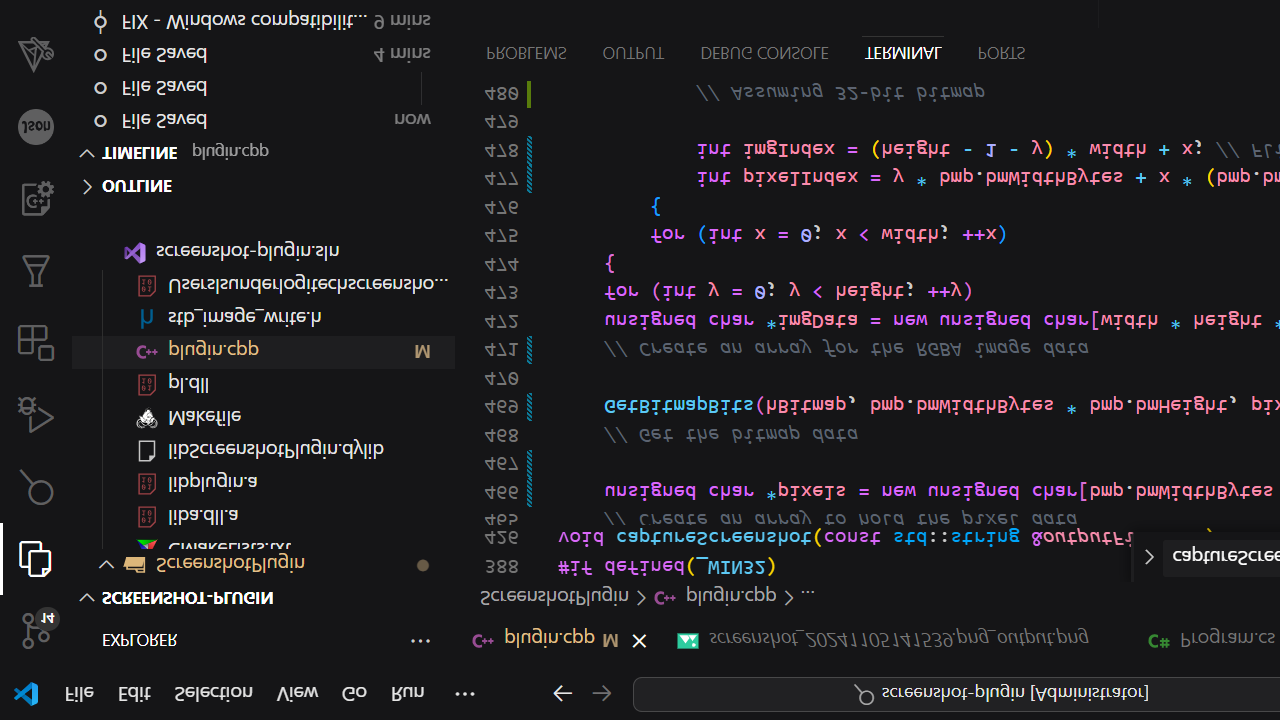 File Edit Selection View Go Run ...
screenshot-plugin [Administrator]
EXPLORER ...
SCREENSHOT-PLUGIN
ScreenshotPlugin
CMakeLists.txt
liba.dll.a
libplugin.a
libScreenshotPlugin.dylib
Makefile
pl.dll
plugin.cpp M
stb_image_write.h
Userslsunderlogitechscreensho...
screenshot-plugin.sln
OUTLINE
TIMELINE plugin.cpp
File Saved now
File Saved
File Saved 4 mins
FIX - Windows compatibilit... 9 mins
14
JSON
plugin.cpp M
screenshot_20241105141539.png_output.png
Program.cs
ScreenshotPlugin > plugin.cpp > ...
captureScree
388 #if defined(_WIN32)
426 void captureScreenshot(const std::string &outputFi
465 // Create an array to hold the pixel data
466 unsigned char *pixels = new unsigned char[bmp.bmWidthBytes
467
468 // Get the bitmap data
469 GetBitmapBits(hBitmap, bmp.bmWidthBytes * bmp.bmHeight, pix
470
471 // Create an array for the RGBA image data
472 unsigned char *imgData = new unsigned char[width * height *
473 for (int y = 0; y < height; ++y)
474 {
475 for (int x = 0; x < width; ++x)
476 {
477 int pixelIndex = y * bmp.bmWidthBytes + x * (bmp.bm
478 int imgIndex = (height - 1 - y) * width + x; // Fli
479
480 // Assuming 32-bit bitmap
PROBLEMS OUTPUT DEBUG CONSOLE TERMINAL PORTS